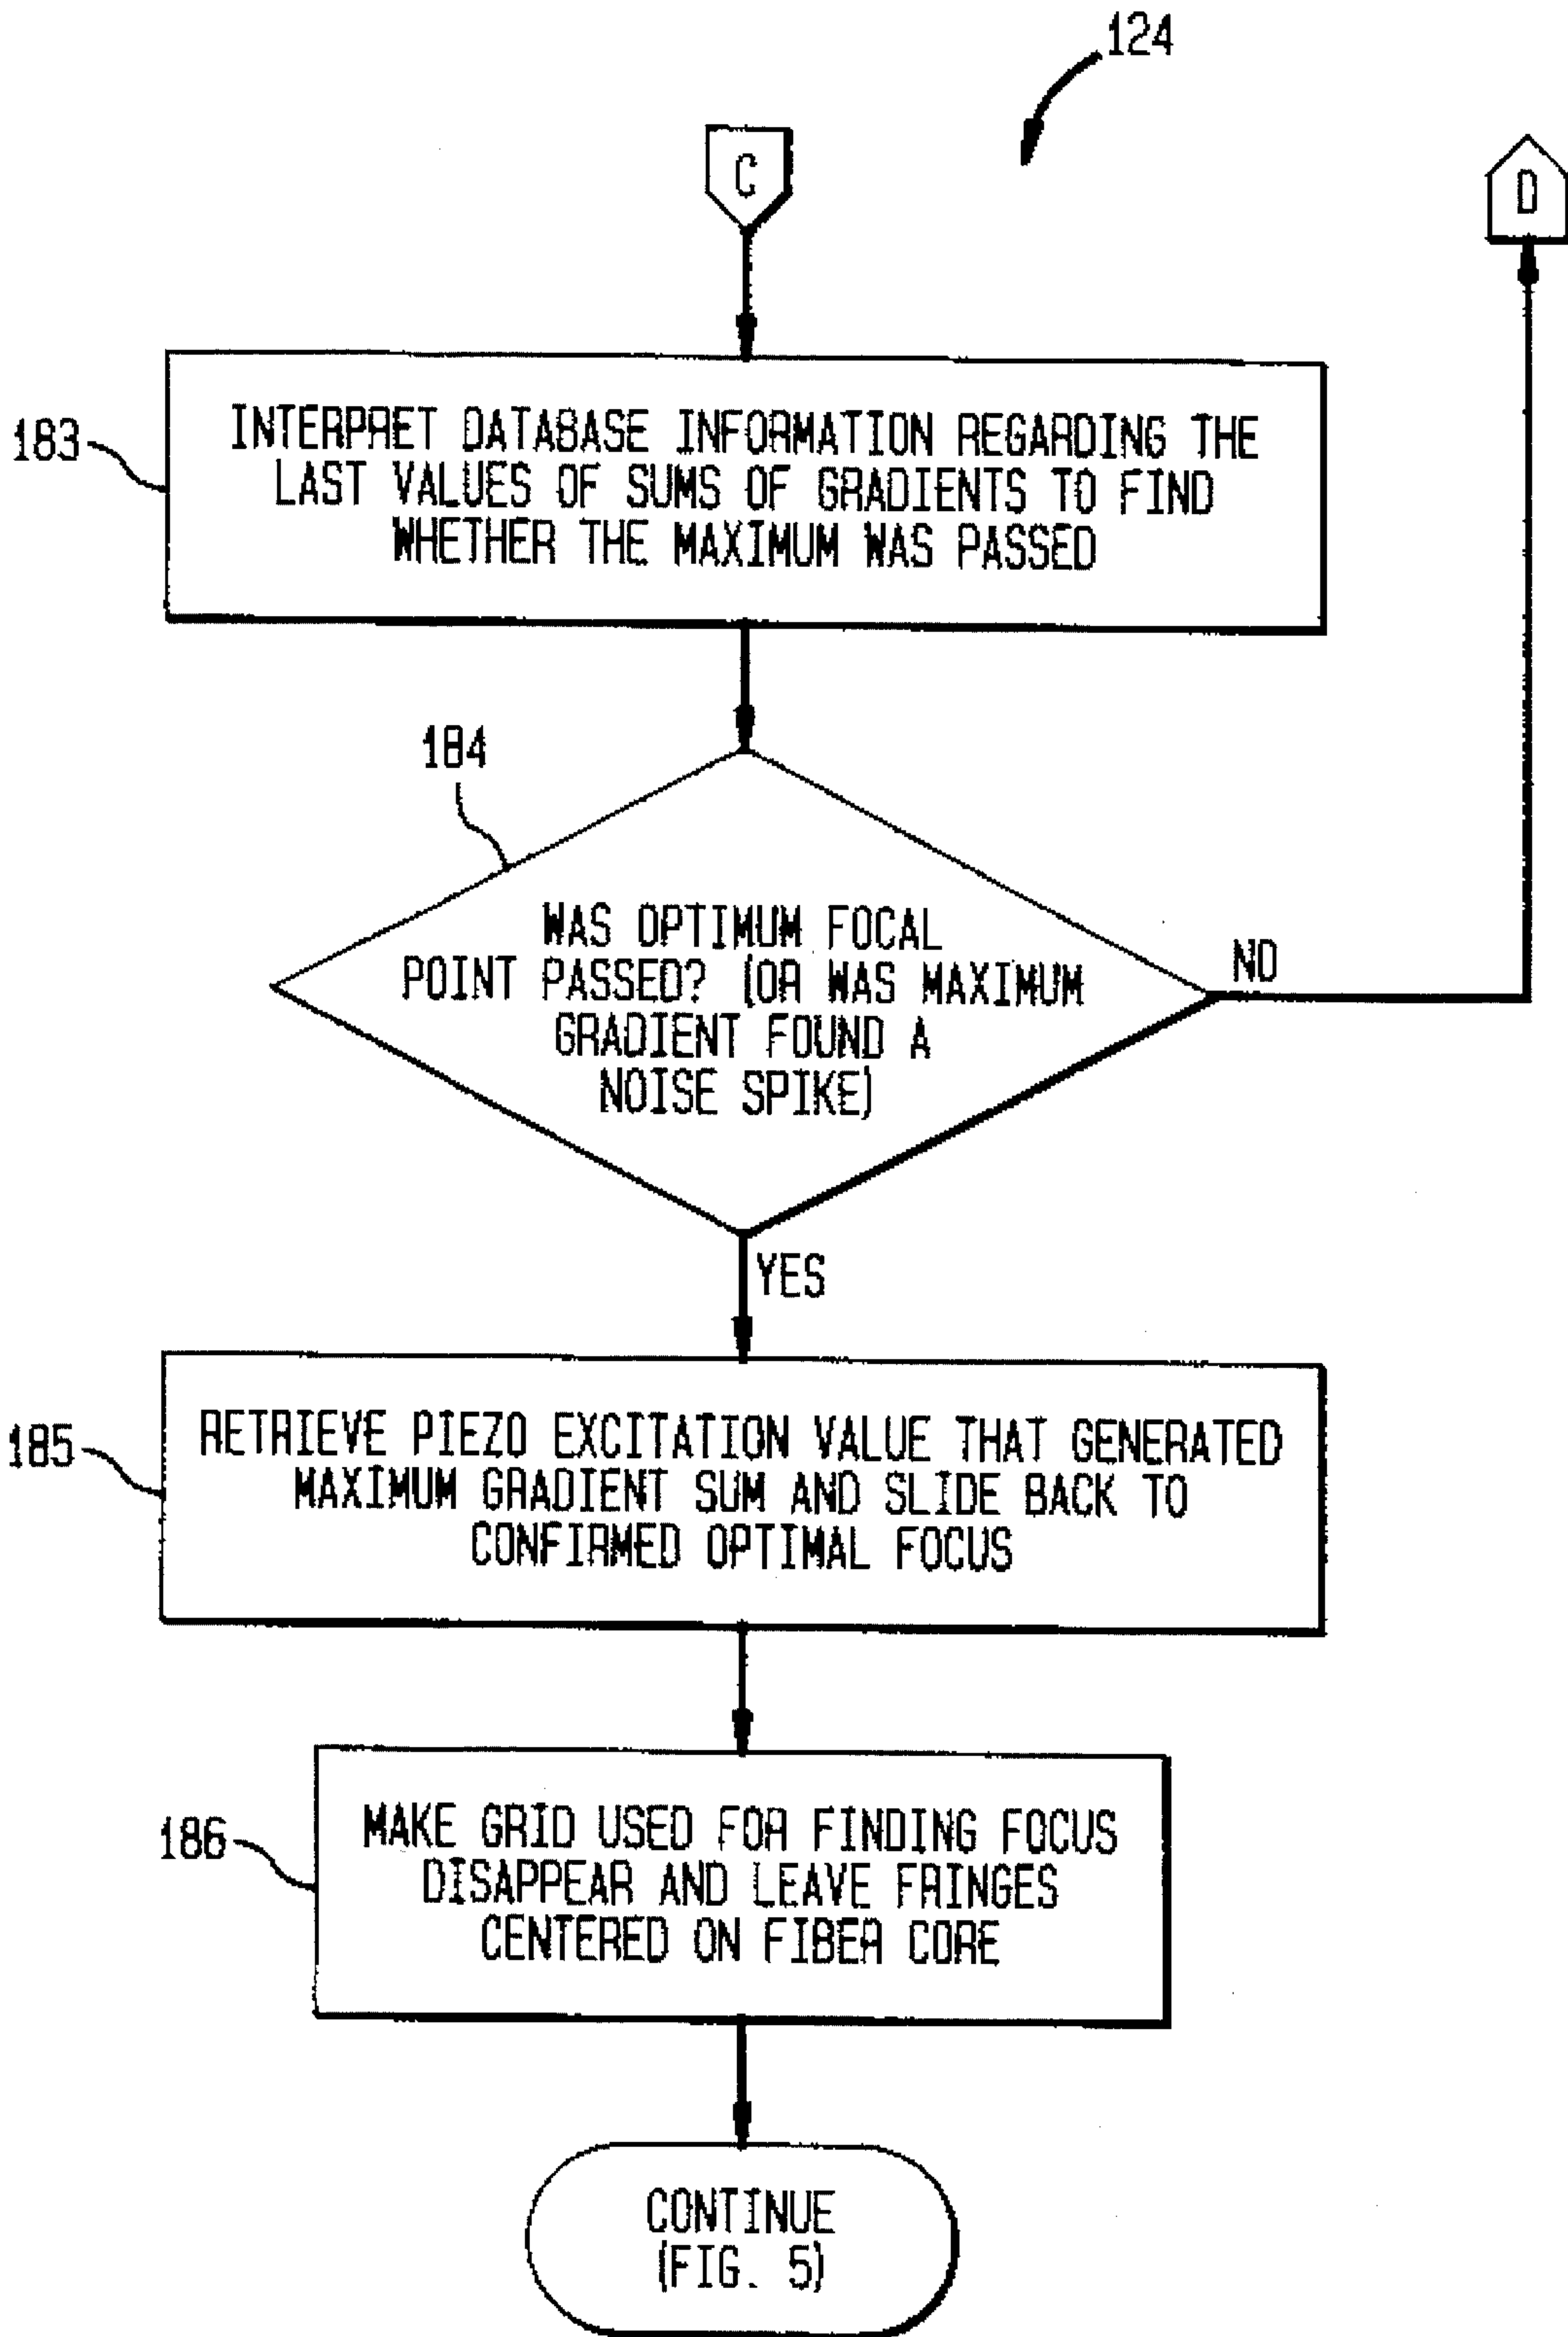 124
C
D
183
INTERPRET DATABASE INFORMATION REGARDING THE
LAST VALUES OF SUMS OF GRADIENTS TO FIND
WHETHER THE MAXIMUM WAS PASSED
184
WAS OPTIMUM FOCAL
POINT PASSED? (OR WAS MAXIMUM
GRADIENT FOUND A
NOISE SPIKE)
NO
YES
185
RETRIEVE PIEZO EXCITATION VALUE THAT GENERATED
MAXIMUM GRADIENT SUM AND SLIDE BACK TO
CONFIRMED OPTIMAL FOCUS
186
MAKE GRID USED FOR FINDING FOCUS
DISAPPEAR AND LEAVE FRINGES
CENTERED ON FIBER CORE
CONTINUE
(FIG. 5)